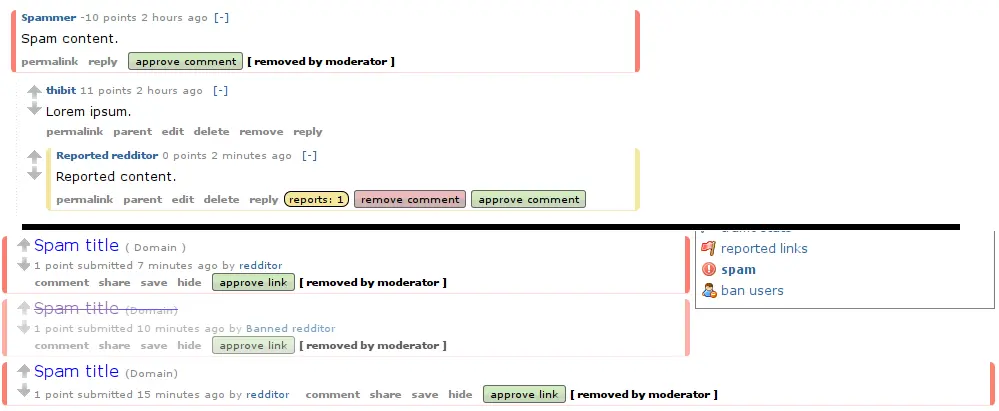 Spammer -10 points 2 hours ago [-]
Spam content.
permalink reply approve comment [ removed by moderator ]
thibit 11 points 2 hours ago [-]
Lorem ipsum.
permalink parent edit delete remove reply
Reported redditor 0 points 2 minutes ago [-]
Reported content.
permalink parent edit delete reply reports: 1 remove comment approve comment
Spam title ( Domain )
1 point submitted 7 minutes ago by redditor
comment share save hide approve link [ removed by moderator ]
Spam title (Domain)
1 point submitted 10 minutes ago by Banned redditor
comment share save hide approve link [ removed by moderator ]
Spam title (Domain)
1 point submitted 15 minutes ago by redditor comment share save hide approve link [ removed by moderator ]
reported links
spam
ban users